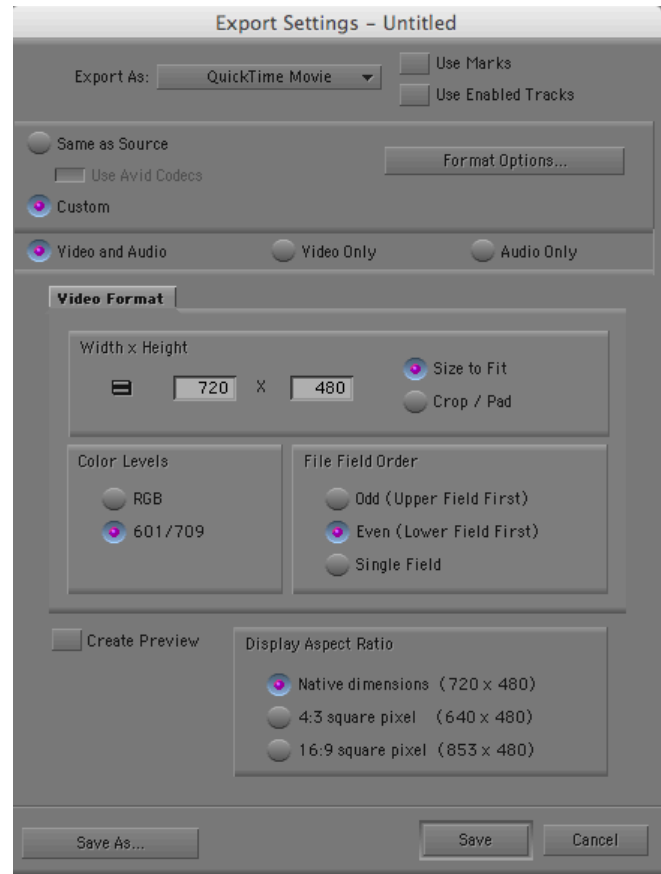 Export Settings – Untitled
Export As: QuickTime Movie
Use Marks
Use Enabled Tracks
Same as Source
Use Avid Codecs
Format Options...
Custom
Video and Audio Video Only Audio Only
Video Format
Width x Height
720 X 480
Size to Fit
Crop / Pad
Color Levels
RGB
601/709
File Field Order
Odd (Upper Field First)
Even (Lower Field First)
Single Field
Create Preview
Display Aspect Ratio
Native dimensions (720 x 480)
4:3 square pixel (640 x 480)
16:9 square pixel (853 x 480)
Save As... Save Cancel